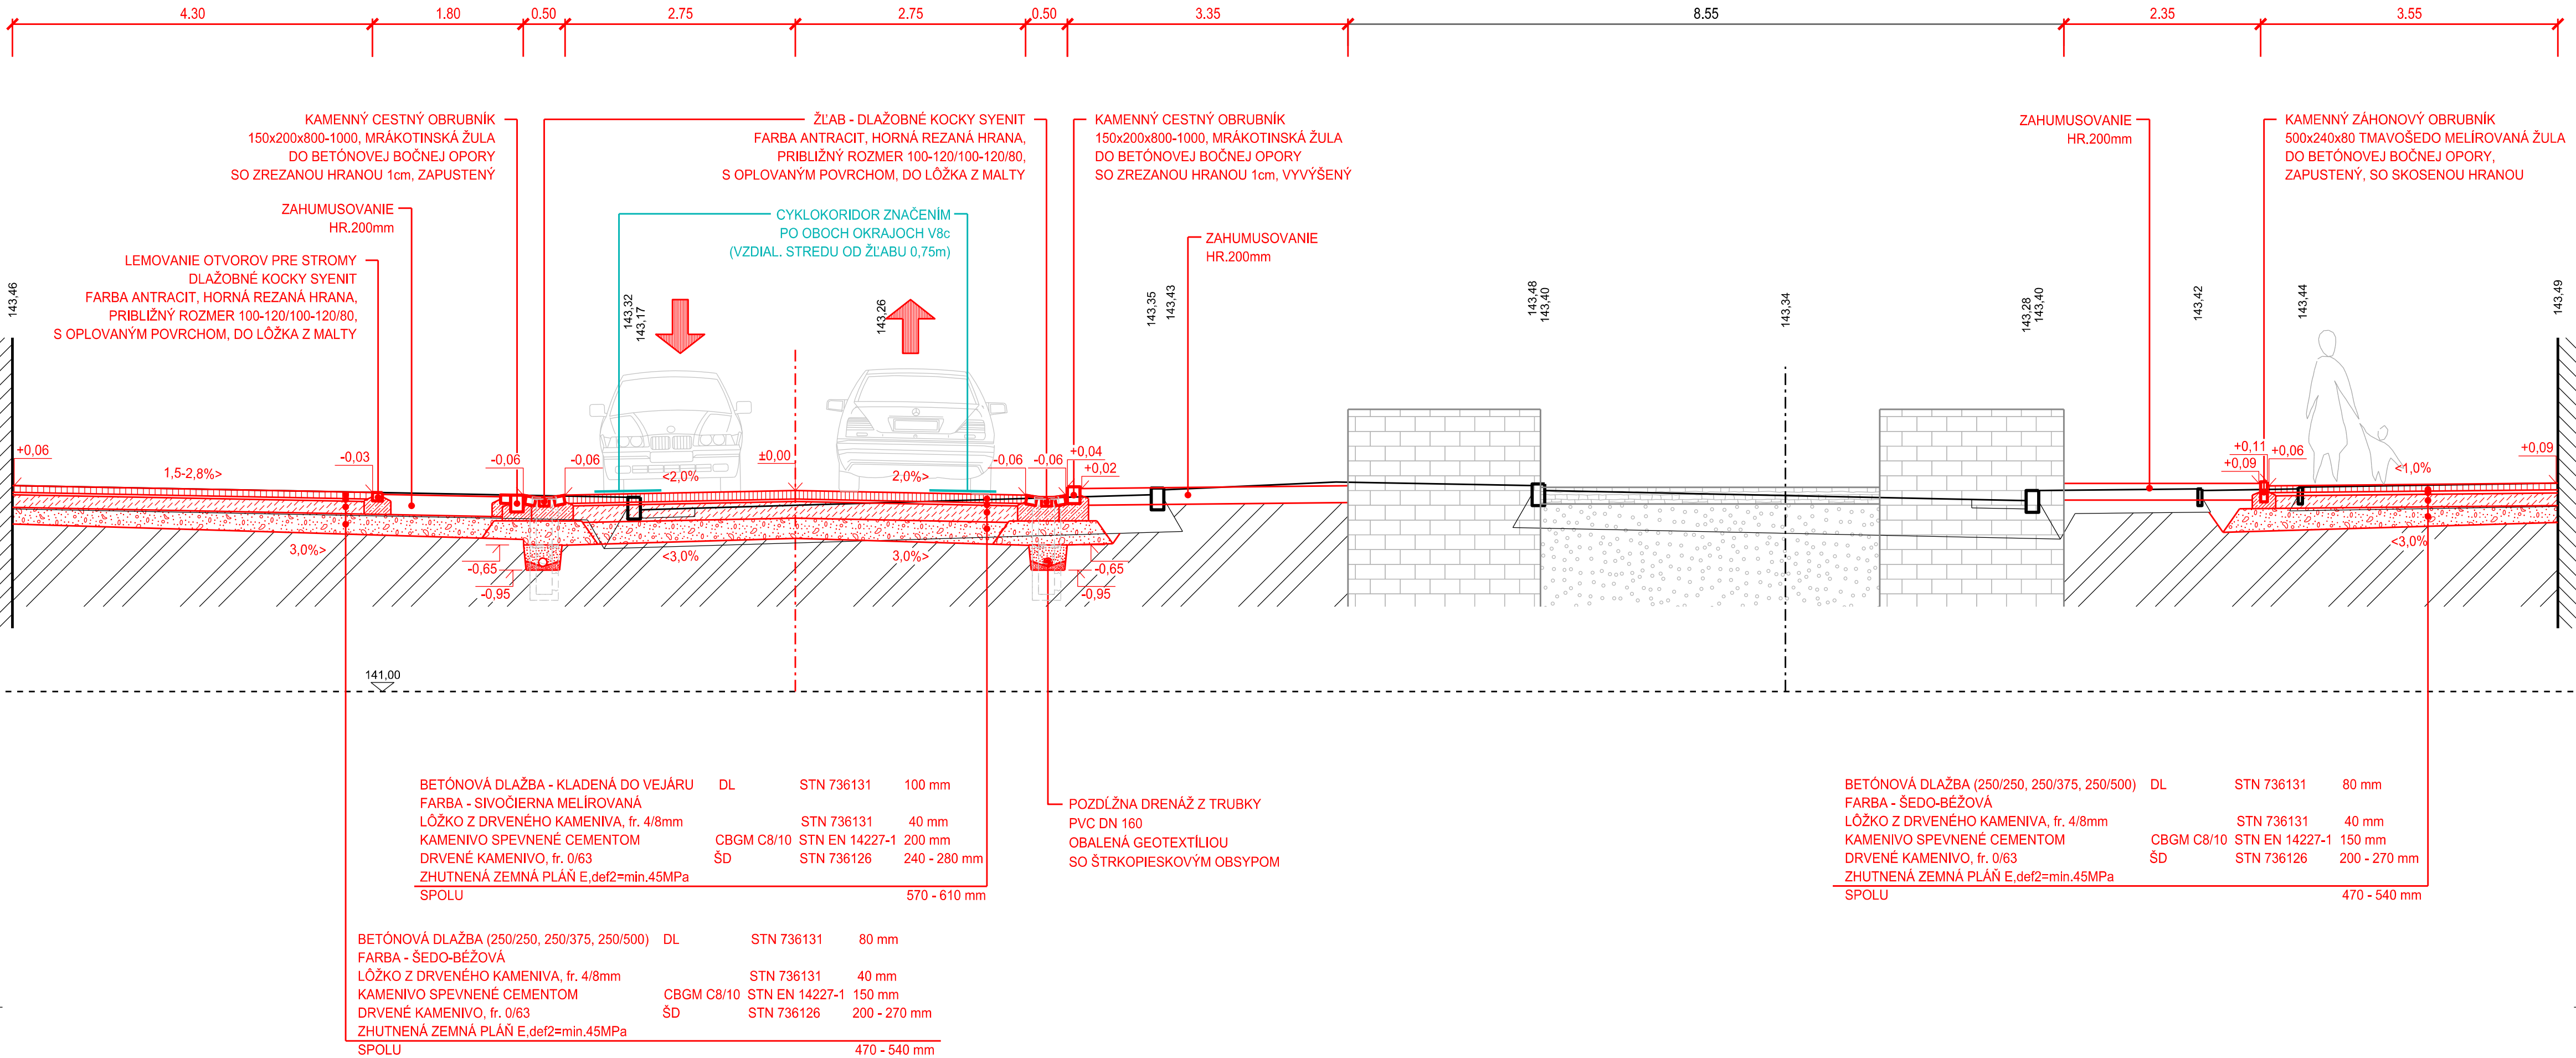 4.30 1.80 0.50 2.75 2.75 0.50 3.35 8.55 2.35 3.55
KAMENNÝ CESTNÝ OBRUBNÍK
150x200x800-1000, MRÁKOTINSKÁ ŽULA
DO BETÓNOVEJ BOČNEJ OPORY
SO ZREZANOU HRANOU 1cm, ZAPUSTENÝ
ŽĽAB - DLAŽOBNÉ KOCKY SYENIT
FARBA ANTRACIT, HORNÁ REZANÁ HRANA,
PRIBLIŽNÝ ROZMER 100-120/100-120/80,
S OPLOVANÝM POVRCHOM, DO LÔŽKA Z MALTY
KAMENNÝ CESTNÝ OBRUBNÍK
150x200x800-1000, MRÁKOTINSKÁ ŽULA
DO BETÓNOVEJ BOČNEJ OPORY
SO ZREZANOU HRANOU 1cm, VYVÝŠENÝ
ZAHUMUSOVANIE
HR.200mm
KAMENNÝ ZÁHONOVÝ OBRUBNÍK
500x240x80 TMAVOŠEDO MELÍROVANÁ ŽULA
DO BETÓNOVEJ BOČNEJ OPORY,
ZAPUSTENÝ, SO SKOSENOU HRANOU
ZAHUMUSOVANIE
HR.200mm
CYKLOKORIDOR ZNAČENÍM
PO OBOCH OKRAJOCH V8c
(VZDIAL. STREDU OD ŽĽABU 0,75m)
ZAHUMUSOVANIE
HR.200mm
LEMOVANIE OTVOROV PRE STROMY
DLAŽOBNÉ KOCKY SYENIT
FARBA ANTRACIT, HORNÁ REZANÁ HRANA,
PRIBLIŽNÝ ROZMER 100-120/100-120/80,
S OPLOVANÝM POVRCHOM, DO LÔŽKA Z MALTY
143,46
143,32
143,17
143,26
143,35
143,43
143,48
143,40
143,34
143,28
143,40
143,42
143,44
143,49
+0,06
1,5-2,8%>
-0,03
-0,06
-0,06
<2,0%
±0,00
2,0%>
-0,06
-0,06
+0,04
+0,02
+0,11
+0,09
+0,06
<1,0%
+0,09
3,0%>
-0,65
-0,95
<3,0%
3,0%>
-0,65
-0,95
<3,0%
141,00
BETÓNOVÁ DLAŽBA - KLADENÁ DO VEJÁRU DL STN 736131 100 mm
FARBA - SIVOČIERNA MELÍROVANÁ
LÔŽKO Z DRVENÉHO KAMENIVA, fr. 4/8mm STN 736131 40 mm
KAMENIVO SPEVNENÉ CEMENTOM CBGM C8/10 STN EN 14227-1 200 mm
DRVENÉ KAMENIVO, fr. 0/63 ŠD STN 736126 240 - 280 mm
ZHUTNENÁ ZEMNÁ PLÁŇ E,def2=min.45MPa
SPOLU 570 - 610 mm
POZDĹŽNA DRENÁŽ Z TRUBKY
PVC DN 160
OBALENÁ GEOTEXTÍLIOU
SO ŠTRKOPIESKOVÝM OBSYPOM
BETÓNOVÁ DLAŽBA (250/250, 250/375, 250/500) DL STN 736131 80 mm
FARBA - ŠEDO-BÉŽOVÁ
LÔŽKO Z DRVENÉHO KAMENIVA, fr. 4/8mm STN 736131 40 mm
KAMENIVO SPEVNENÉ CEMENTOM CBGM C8/10 STN EN 14227-1 150 mm
DRVENÉ KAMENIVO, fr. 0/63 ŠD STN 736126 200 - 270 mm
ZHUTNENÁ ZEMNÁ PLÁŇ E,def2=min.45MPa
SPOLU 470 - 540 mm
BETÓNOVÁ DLAŽBA (250/250, 250/375, 250/500) DL STN 736131 80 mm
FARBA - ŠEDO-BÉŽOVÁ
LÔŽKO Z DRVENÉHO KAMENIVA, fr. 4/8mm STN 736131 40 mm
KAMENIVO SPEVNENÉ CEMENTOM CBGM C8/10 STN EN 14227-1 150 mm
DRVENÉ KAMENIVO, fr. 0/63 ŠD STN 736126 200 - 270 mm
ZHUTNENÁ ZEMNÁ PLÁŇ E,def2=min.45MPa
SPOLU 470 - 540 mm